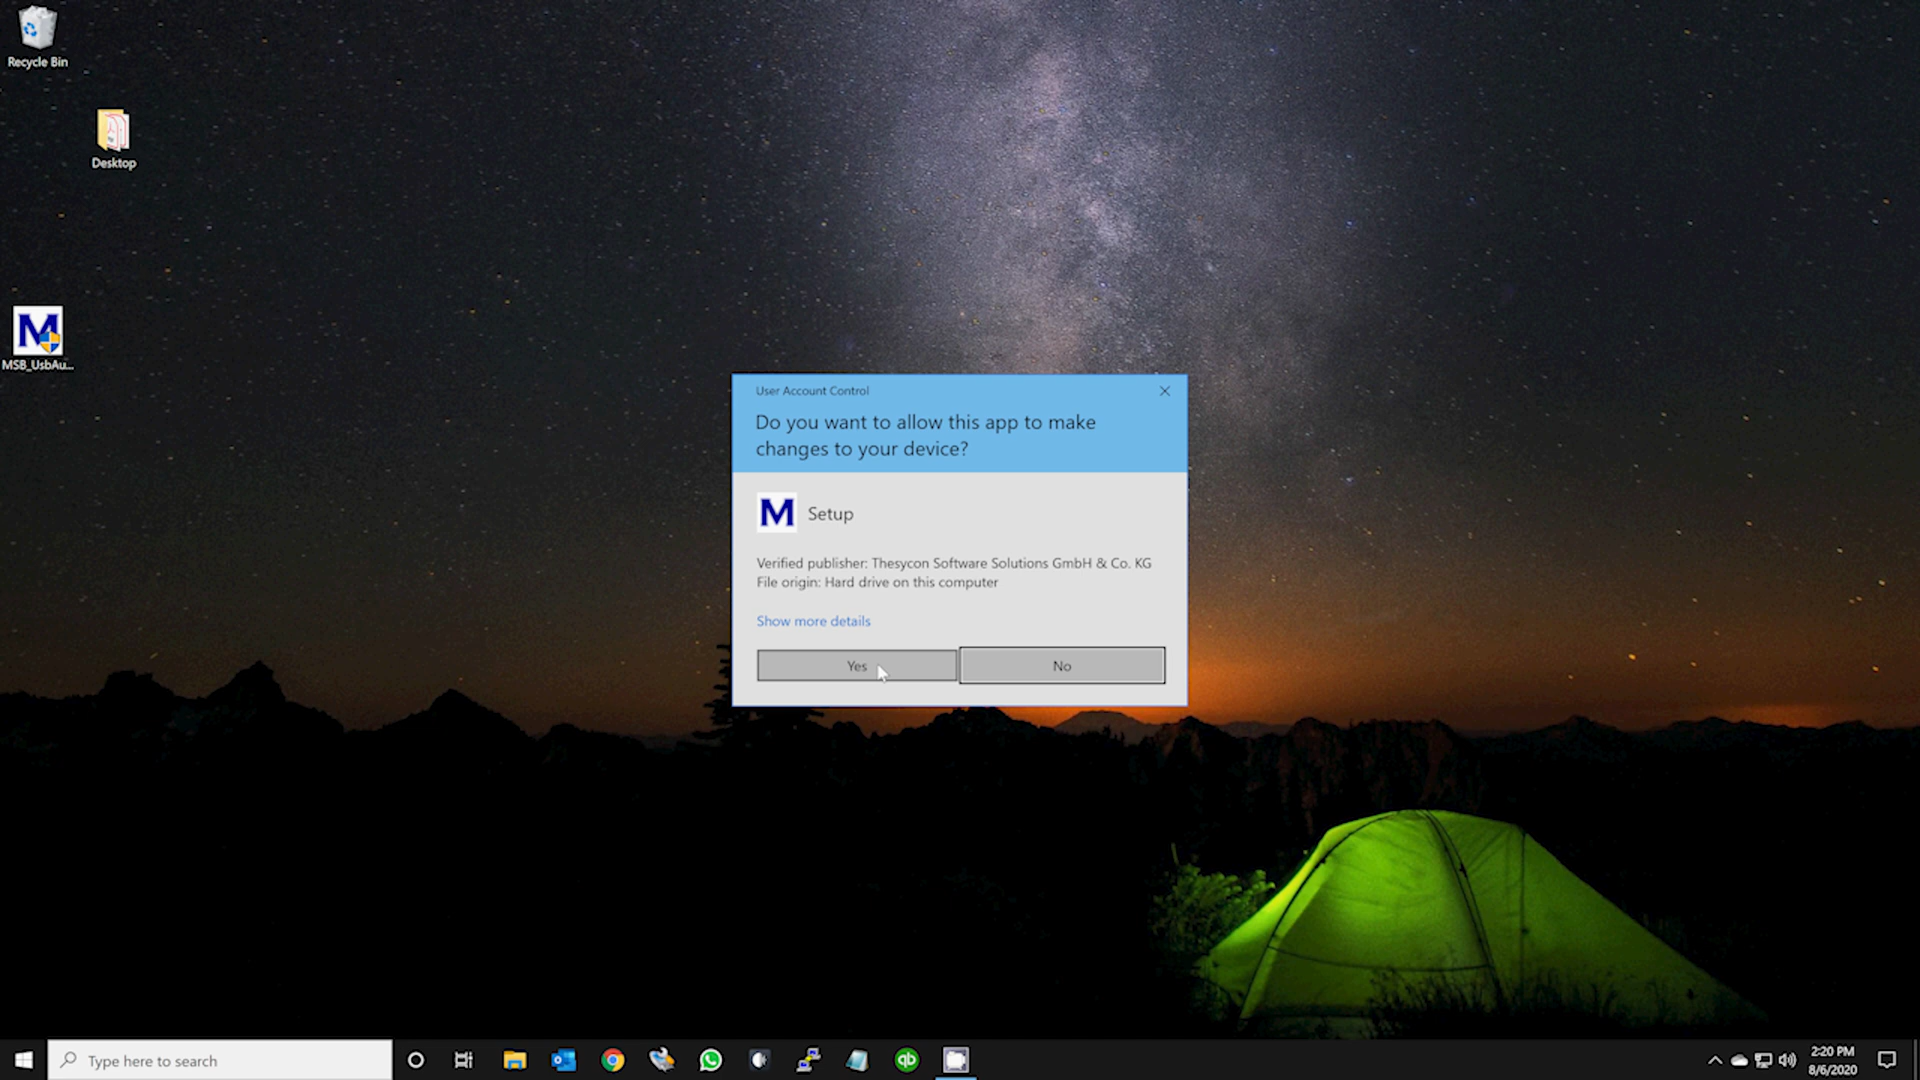 Recycle Bin
Desktop
M
MSB_UsbAu...
User Account Control
Do you want to allow this app to make
changes to your device?
M
Setup
Verified publisher: Thesycon Software Solutions GmbH & Co. KG
File origin: Hard drive on this computer
Show more details
Yes
No
Type here to search
qb
2:20 PM
8/6/2020